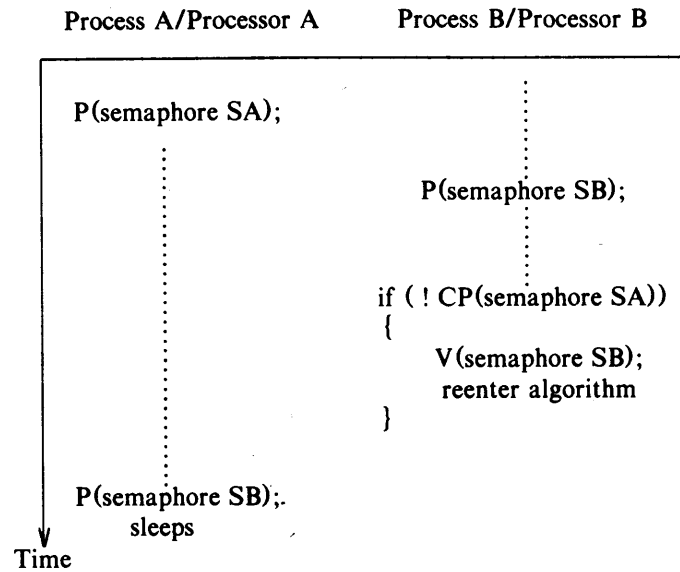 Process A/Processor A Process B/Processor B
P(semaphore SA);
P(semaphore SB);
if ( ! CP(semaphore SA))
{
V(semaphore SB);
reenter algorithm
}
P(semaphore SB);.
sleeps
Time